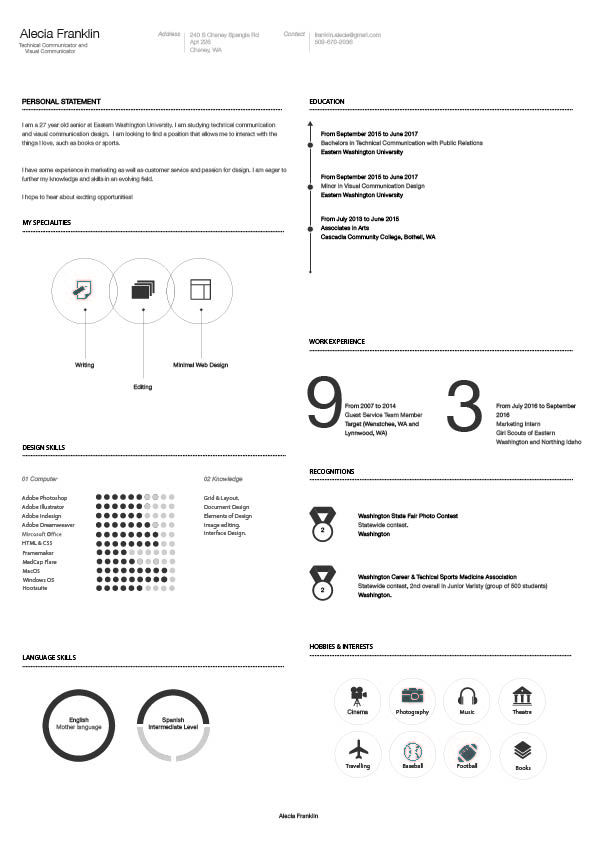 Alecia Franklin
Technical Communicator and
Visual Communicator
Address
240 S Cheney Spangle Rd
Apt 226
Cheney, WA
Contact
franklin.alecia@gmail.com
509-670-2036
PERSONAL STATEMENT
I am a 27 year old senior at Eastern Washington University. I am studying technical communication
and visual communication design. I am looking to find a position that allows me to interact with the
things I love, such as books or sports.
I have some experience in marketing as well as customer service and passion for design. I am eager to
further my knowledge and skills in an evolving field.
I hope to hear about exciting opportunities!
MY SPECIALITIES
Writing
Editing
Minimal Web Design
DESIGN SKILLS
01 Computer
Adobe Photoshop
Adobe Illustrator
Adobe Indesign
Adobe Dreamweaver
Mircosoft Office
HTML & CSS
Framemaker
MadCap Flare
MacOS
Windows OS
Hootsuite
02 Knowledge
Grid & Layout.
Document Design
Elements of Design
Image editing.
Interface Design.
LANGUAGE SKILLS
English
Mother language
Spanish
Intermediate Level
EDUCATION
From September 2015 to June 2017
Bachelors in Technical Communication with Public Relations
Eastern Washington University
From September 2015 to June 2017
Minor in Visual Communication Design
Eastern Washington University
From July 2013 to June 2015
Associates in Arts
Cascadia Community College, Bothell, WA
WORK EXPERIENCE
9
From 2007 to 2014
Guest Service Team Member
Target (Wenatchee, WA and
Lynnwood, WA)
3
From July 2016 to September
2016
Marketing Intern
Girl Scouts of Eastern
Washington and Northing Idaho
RECOGNITIONS
2
Washington State Fair Photo Contest
Statewide contest.
Washington
2
Washington Career & Techical Sports Medicine Association
Statewide contest, 2nd overall in Junior Varisty (group of 500 students)
Washington.
HOBBIES & INTERESTS
Cinema
Photography
Music
Theatre
Travelling
Baseball
Football
Books
Alecia Franklin